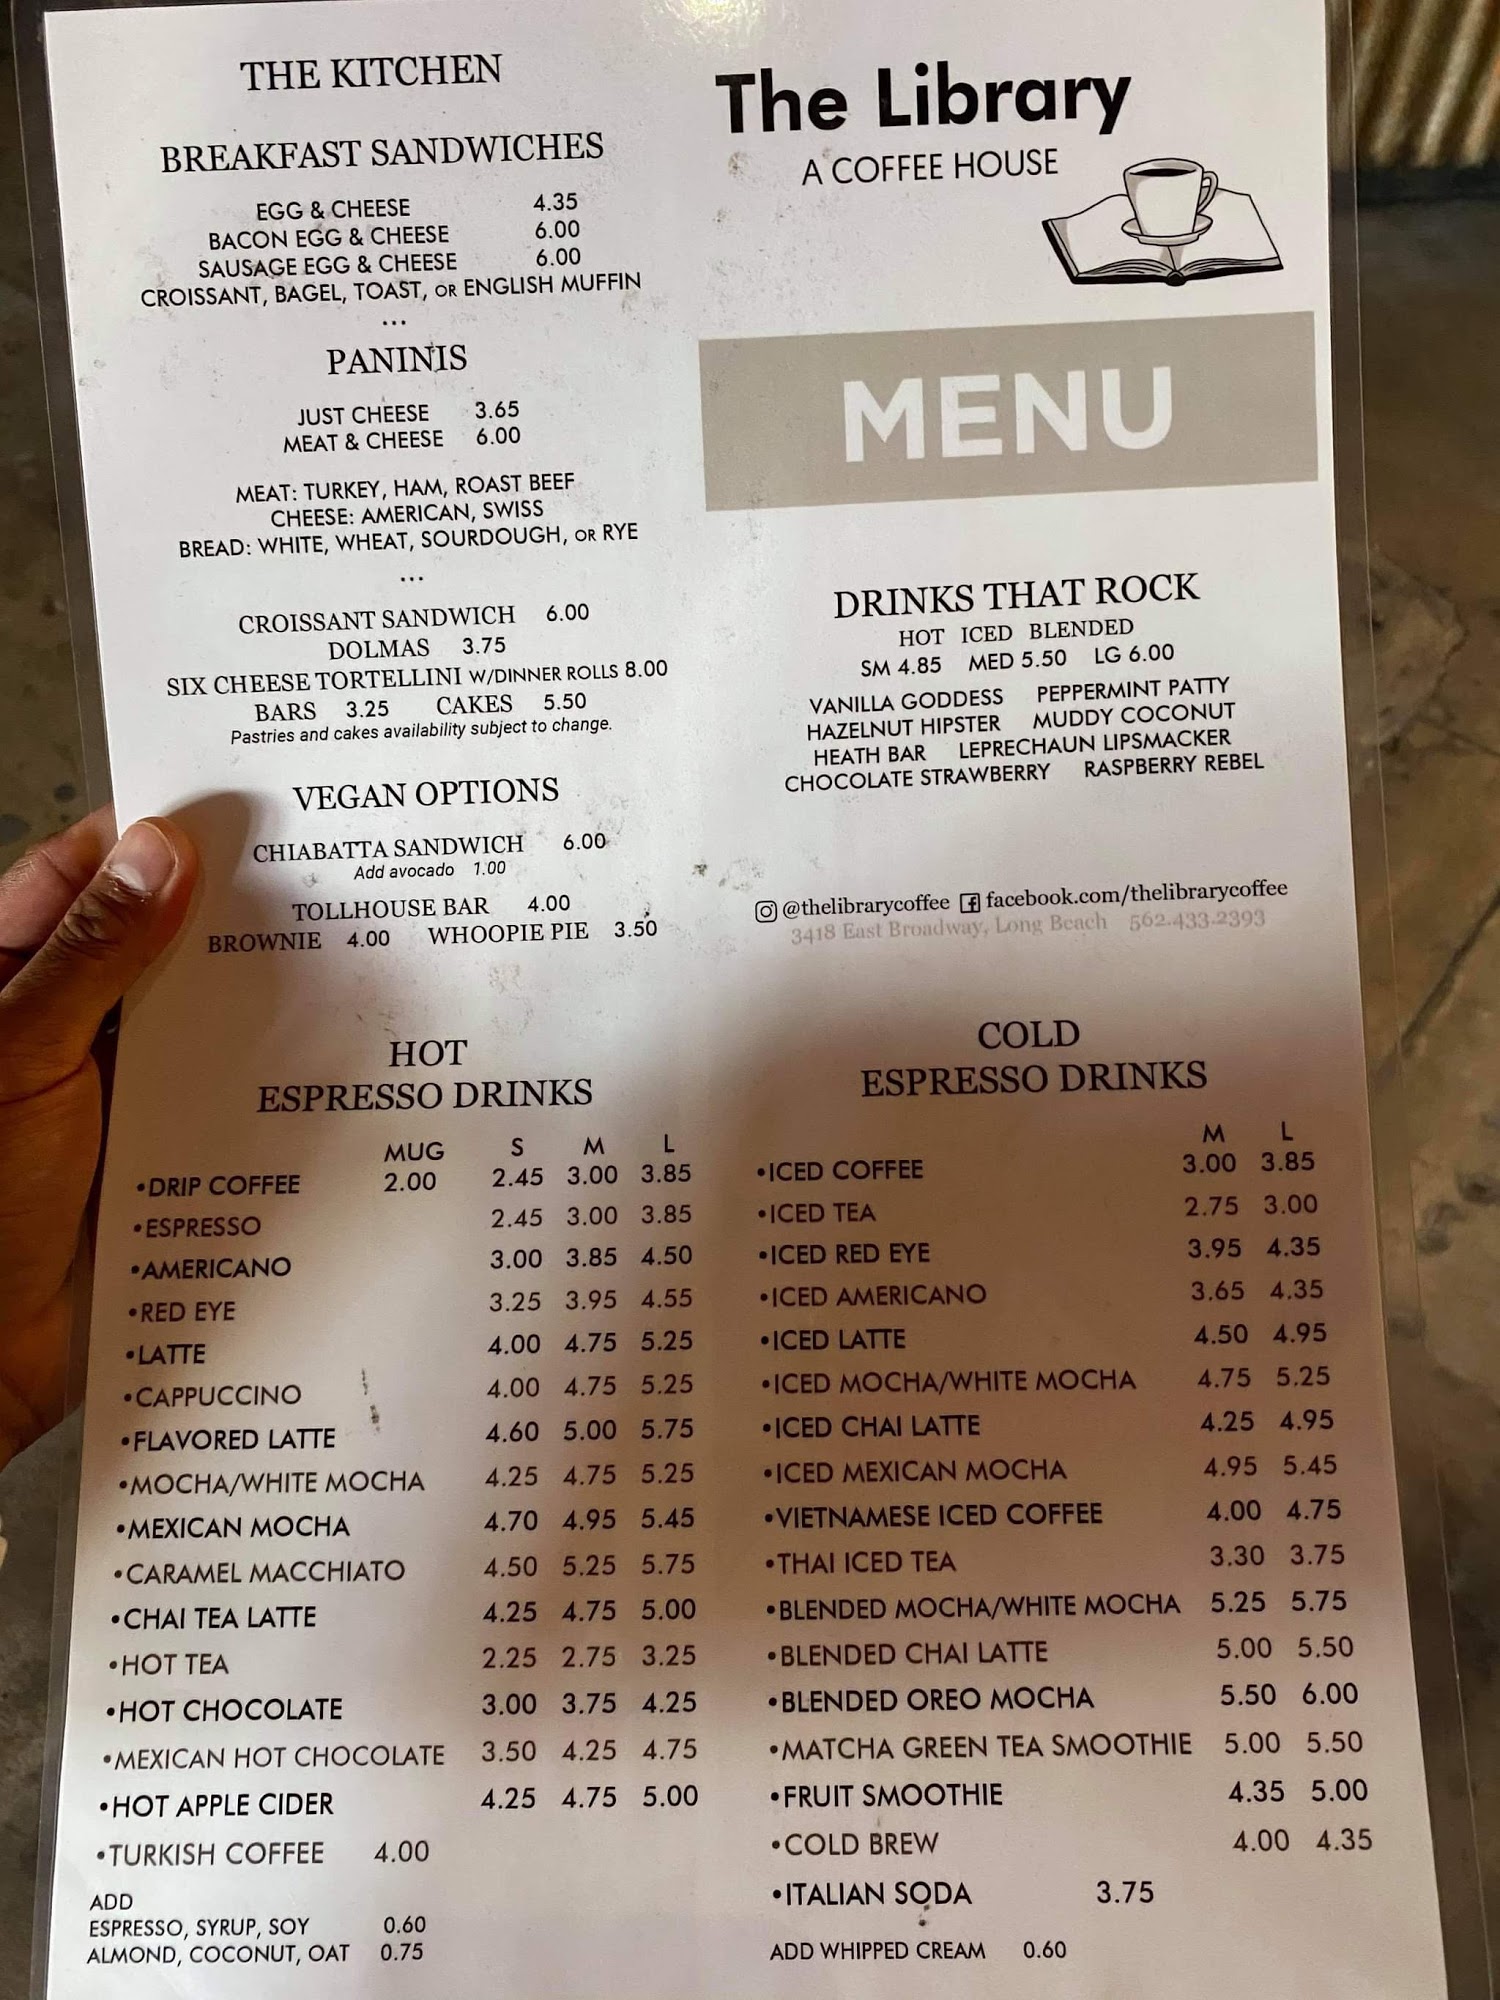 THE KITCHEN
BREAKFAST SANDWICHES
EGG & CHEESE 4.35
BACON EGG & CHEESE 6.00
SAUSAGE EGG & CHEESE 6.00
CROISSANT, BAGEL, TOAST, OR ENGLISH MUFFIN
...
PANINIS
JUST CHEESE 3.65
MEAT & CHEESE 6.00
MEAT: TURKEY, HAM, ROAST BEEF
CHEESE: AMERICAN, SWISS
BREAD: WHITE, WHEAT, SOURDOUGH, OR RYE
...
CROISSANT SANDWICH 6.00
DOLMAS 3.75
SIX CHEESE TORTELLINI W/DINNER ROLLS 8.00
BARS 3.25 CAKES 5.50
Pastries and cakes availability subject to change.
VEGAN OPTIONS
CHIABATTA SANDWICH 6.00
Add avocado 1.00
TOLLHOUSE BAR 4.00
BROWNIE 4.00 WHOOPIE PIE 3.50
The Library
A COFFEE HOUSE
MENU
DRINKS THAT ROCK
HOT ICED BLENDED
SM 4.85 MED 5.50 LG 6.00
VANILLA GODDESS PEPPERMINT PATTY
HAZELNUT HIPSTER MUDDY COCONUT
HEATH BAR LEPRECHAUN LIPSMACKER
CHOCOLATE STRAWBERRY RASPBERRY REBEL
@thelibrarycoffee facebook.com/thelibrarycoffee
3418 East Broadway, Long Beach 562.433.2393
HOT
ESPRESSO DRINKS
MUG S M L
•DRIP COFFEE 2.00 2.45 3.00 3.85
•ESPRESSO 2.45 3.00 3.85
•AMERICANO 3.00 3.85 4.50
•RED EYE 3.25 3.95 4.55
•LATTE 4.00 4.75 5.25
•CAPPUCCINO 4.00 4.75 5.25
•FLAVORED LATTE 4.60 5.00 5.75
•MOCHA/WHITE MOCHA 4.25 4.75 5.25
•MEXICAN MOCHA 4.70 4.95 5.45
•CARAMEL MACCHIATO 4.50 5.25 5.75
•CHAI TEA LATTE 4.25 4.75 5.00
•HOT TEA 2.25 2.75 3.25
•HOT CHOCOLATE 3.00 3.75 4.25
•MEXICAN HOT CHOCOLATE 3.50 4.25 4.75
•HOT APPLE CIDER 4.25 4.75 5.00
•TURKISH COFFEE 4.00
ADD
ESPRESSO, SYRUP, SOY 0.60
ALMOND, COCONUT, OAT 0.75
COLD
ESPRESSO DRINKS
M L
•ICED COFFEE 3.00 3.85
•ICED TEA 2.75 3.00
•ICED RED EYE 3.95 4.35
•ICED AMERICANO 3.65 4.35
•ICED LATTE 4.50 4.95
•ICED MOCHA/WHITE MOCHA 4.75 5.25
•ICED CHAI LATTE 4.25 4.95
•ICED MEXICAN MOCHA 4.95 5.45
•VIETNAMESE ICED COFFEE 4.00 4.75
•THAI ICED TEA 3.30 3.75
•BLENDED MOCHA/WHITE MOCHA 5.25 5.75
•BLENDED CHAI LATTE 5.00 5.50
•BLENDED OREO MOCHA 5.50 6.00
•MATCHA GREEN TEA SMOOTHIE 5.00 5.50
•FRUIT SMOOTHIE 4.35 5.00
•COLD BREW 4.00 4.35
•ITALIAN SODA 3.75
ADD WHIPPED CREAM 0.60